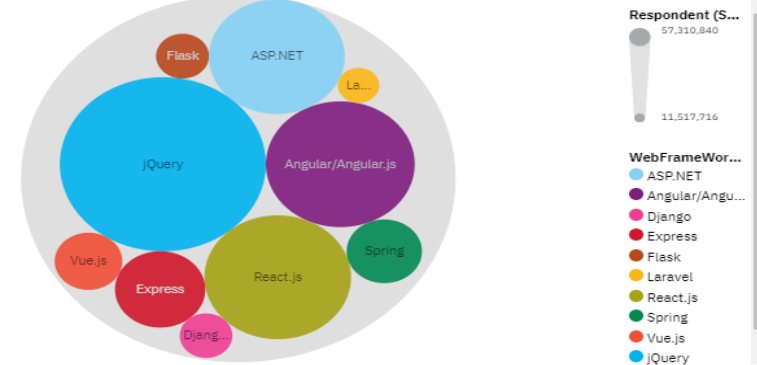 Flask
ASP.NET
La...
jQuery
Angular/Angular.js
Vue.js
Express
React.js
Spring
Djang...
Respondent (S...
57,310,840
11,517,716
WebFrameWor...
ASP.NET
Angular/Angu...
Django
Express
Flask
Laravel
React.js
Spring
Vue.js
jQuery